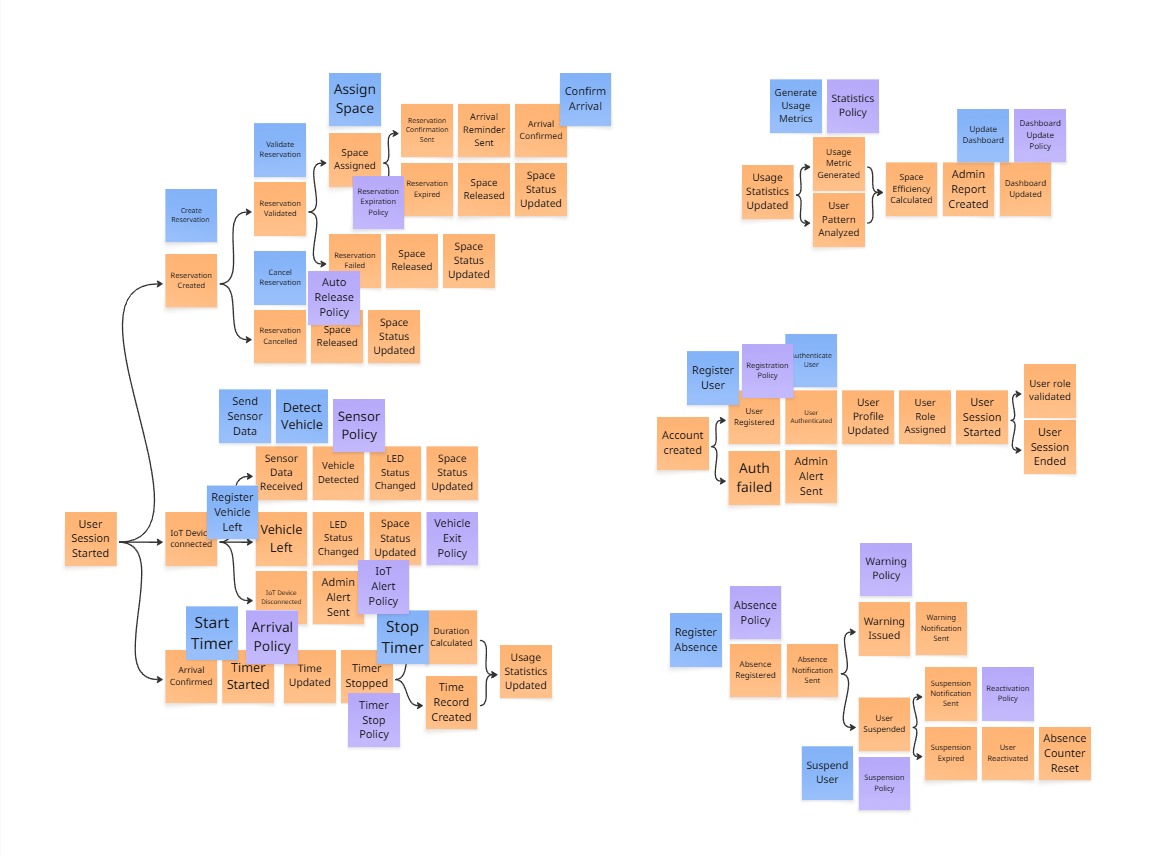 Assign
Space
Confirm
Arrival
Validate
Reservation
Space
Assigned
Reservation
Confirmation
Sent
Arrival
Reminder
Sent
Arrival
Confirmed
Create
Reservation
Reservation
Validated
Reservation
Expiration
Policy
Reservation
Expired
Space
Released
Space
Status
Updated
Reservation
Created
Cancel
Reservation
Reservation
Failed
Space
Released
Space
Status
Updated
Auto
Release
Policy
Reservation
Cancelled
Space
Released
Space
Status
Updated
Send
Sensor
Data
Detect
Vehicle
Sensor
Policy
Sensor
Data
Received
Vehicle
Detected
LED
Status
Changed
Space
Status
Updated
Register
Vehicle
Left
User
Session
Started
IoT
connected
Vehicle
Left
LED
Status
Changed
Space
Status
Updated
Vehicle
Exit
Policy
IoT Device
Disconnected
Admin
Alert
Sent
IoT
Alert
Policy
Start
Timer
Arrival
Policy
Stop
Timer
Duration
Calculated
Arrival
Confirmed
Timer
Started
Time
Updated
Timer
Stopped
Timer
Stop
Policy
Time
Record
Created
Usage
Statistics
Updated
Generate
Usage
Metrics
Statistics
Policy
Update
Dashboard
Dashboard
Update
Policy
Usage
Statistics
Updated
Usage
Metric
Generated
User
Pattern
Analyzed
Space
Efficiency
Calculated
Admin
Report
Created
Dashboard
Updated
Register
User
Registration
Policy
User
Account
created
User
Registered
User
Authenticated
User
Profile
Updated
User
Role
Assigned
User
Session
Started
User role
validated
User
Session
Ended
Auth
failed
Admin
Alert
Sent
Warning
Policy
Register
Absence
Absence
Policy
Absence
Registered
Absence
Notification
Sent
Warning
Issued
Warning
Notification
Sent
User
Suspended
Suspension
Notification
Sent
Reactivation
Policy
Suspension
Expired
User
Reactivated
Absence
Counter
Reset
Suspend
User
Suspension
Policy